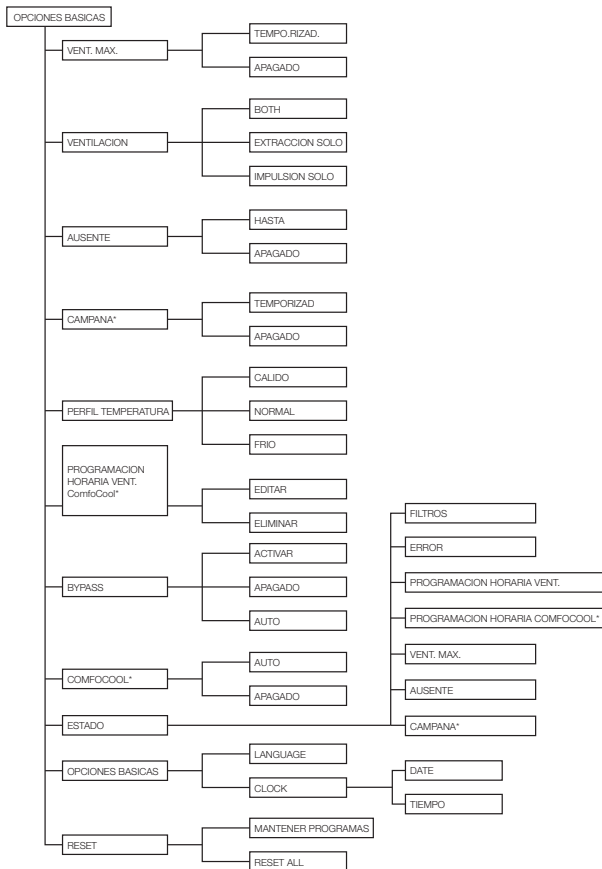 OPCIONES BASICAS
VENT. MAX.
TEMPO.RIZAD.
APAGADO
VENTILACION
BOTH
EXTRACCION SOLO
IMPULSION SOLO
AUSENTE
HASTA
APAGADO
CAMPANA*
TEMPORIZAD
APAGADO
PERFIL TEMPERATURA
CALIDO
NORMAL
FRIO
PROGRAMACION
HORARIA VENT.
ComfoCool*
EDITAR
ELIMINAR
BYPASS
ACTIVAR
APAGADO
AUTO
COMFOCOOL*
AUTO
APAGADO
ESTADO
FILTROS
ERROR
PROGRAMACION HORARIA VENT.
PROGRAMACION HORARIA COMFOCOOL*
VENT. MAX.
AUSENTE
CAMPANA*
OPCIONES BASICAS
LANGUAGE
CLOCK
DATE
TIEMPO
RESET
MANTENER PROGRAMAS
RESET ALL